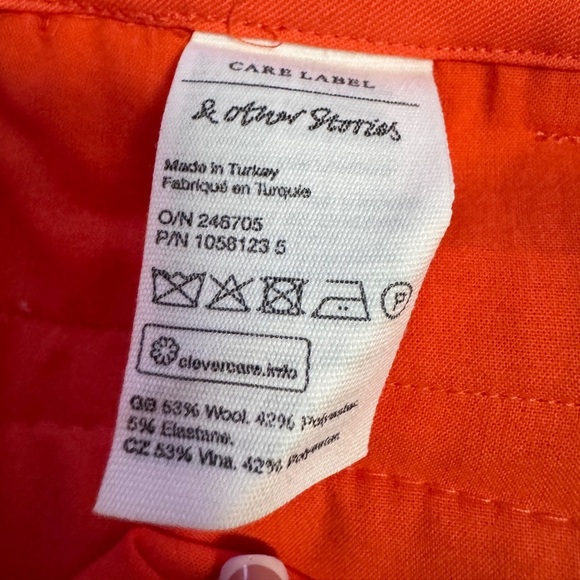 CARE LABEL
& Other Stories
Made in Turkey
Fabriqué en Turquie
O/N 246705
P/N 1058123 5
P
clevercare.info
GB 53% Wool. 42% Polyester.
5% Elastane.
CZ 53% Vlna. 42% Polyester.